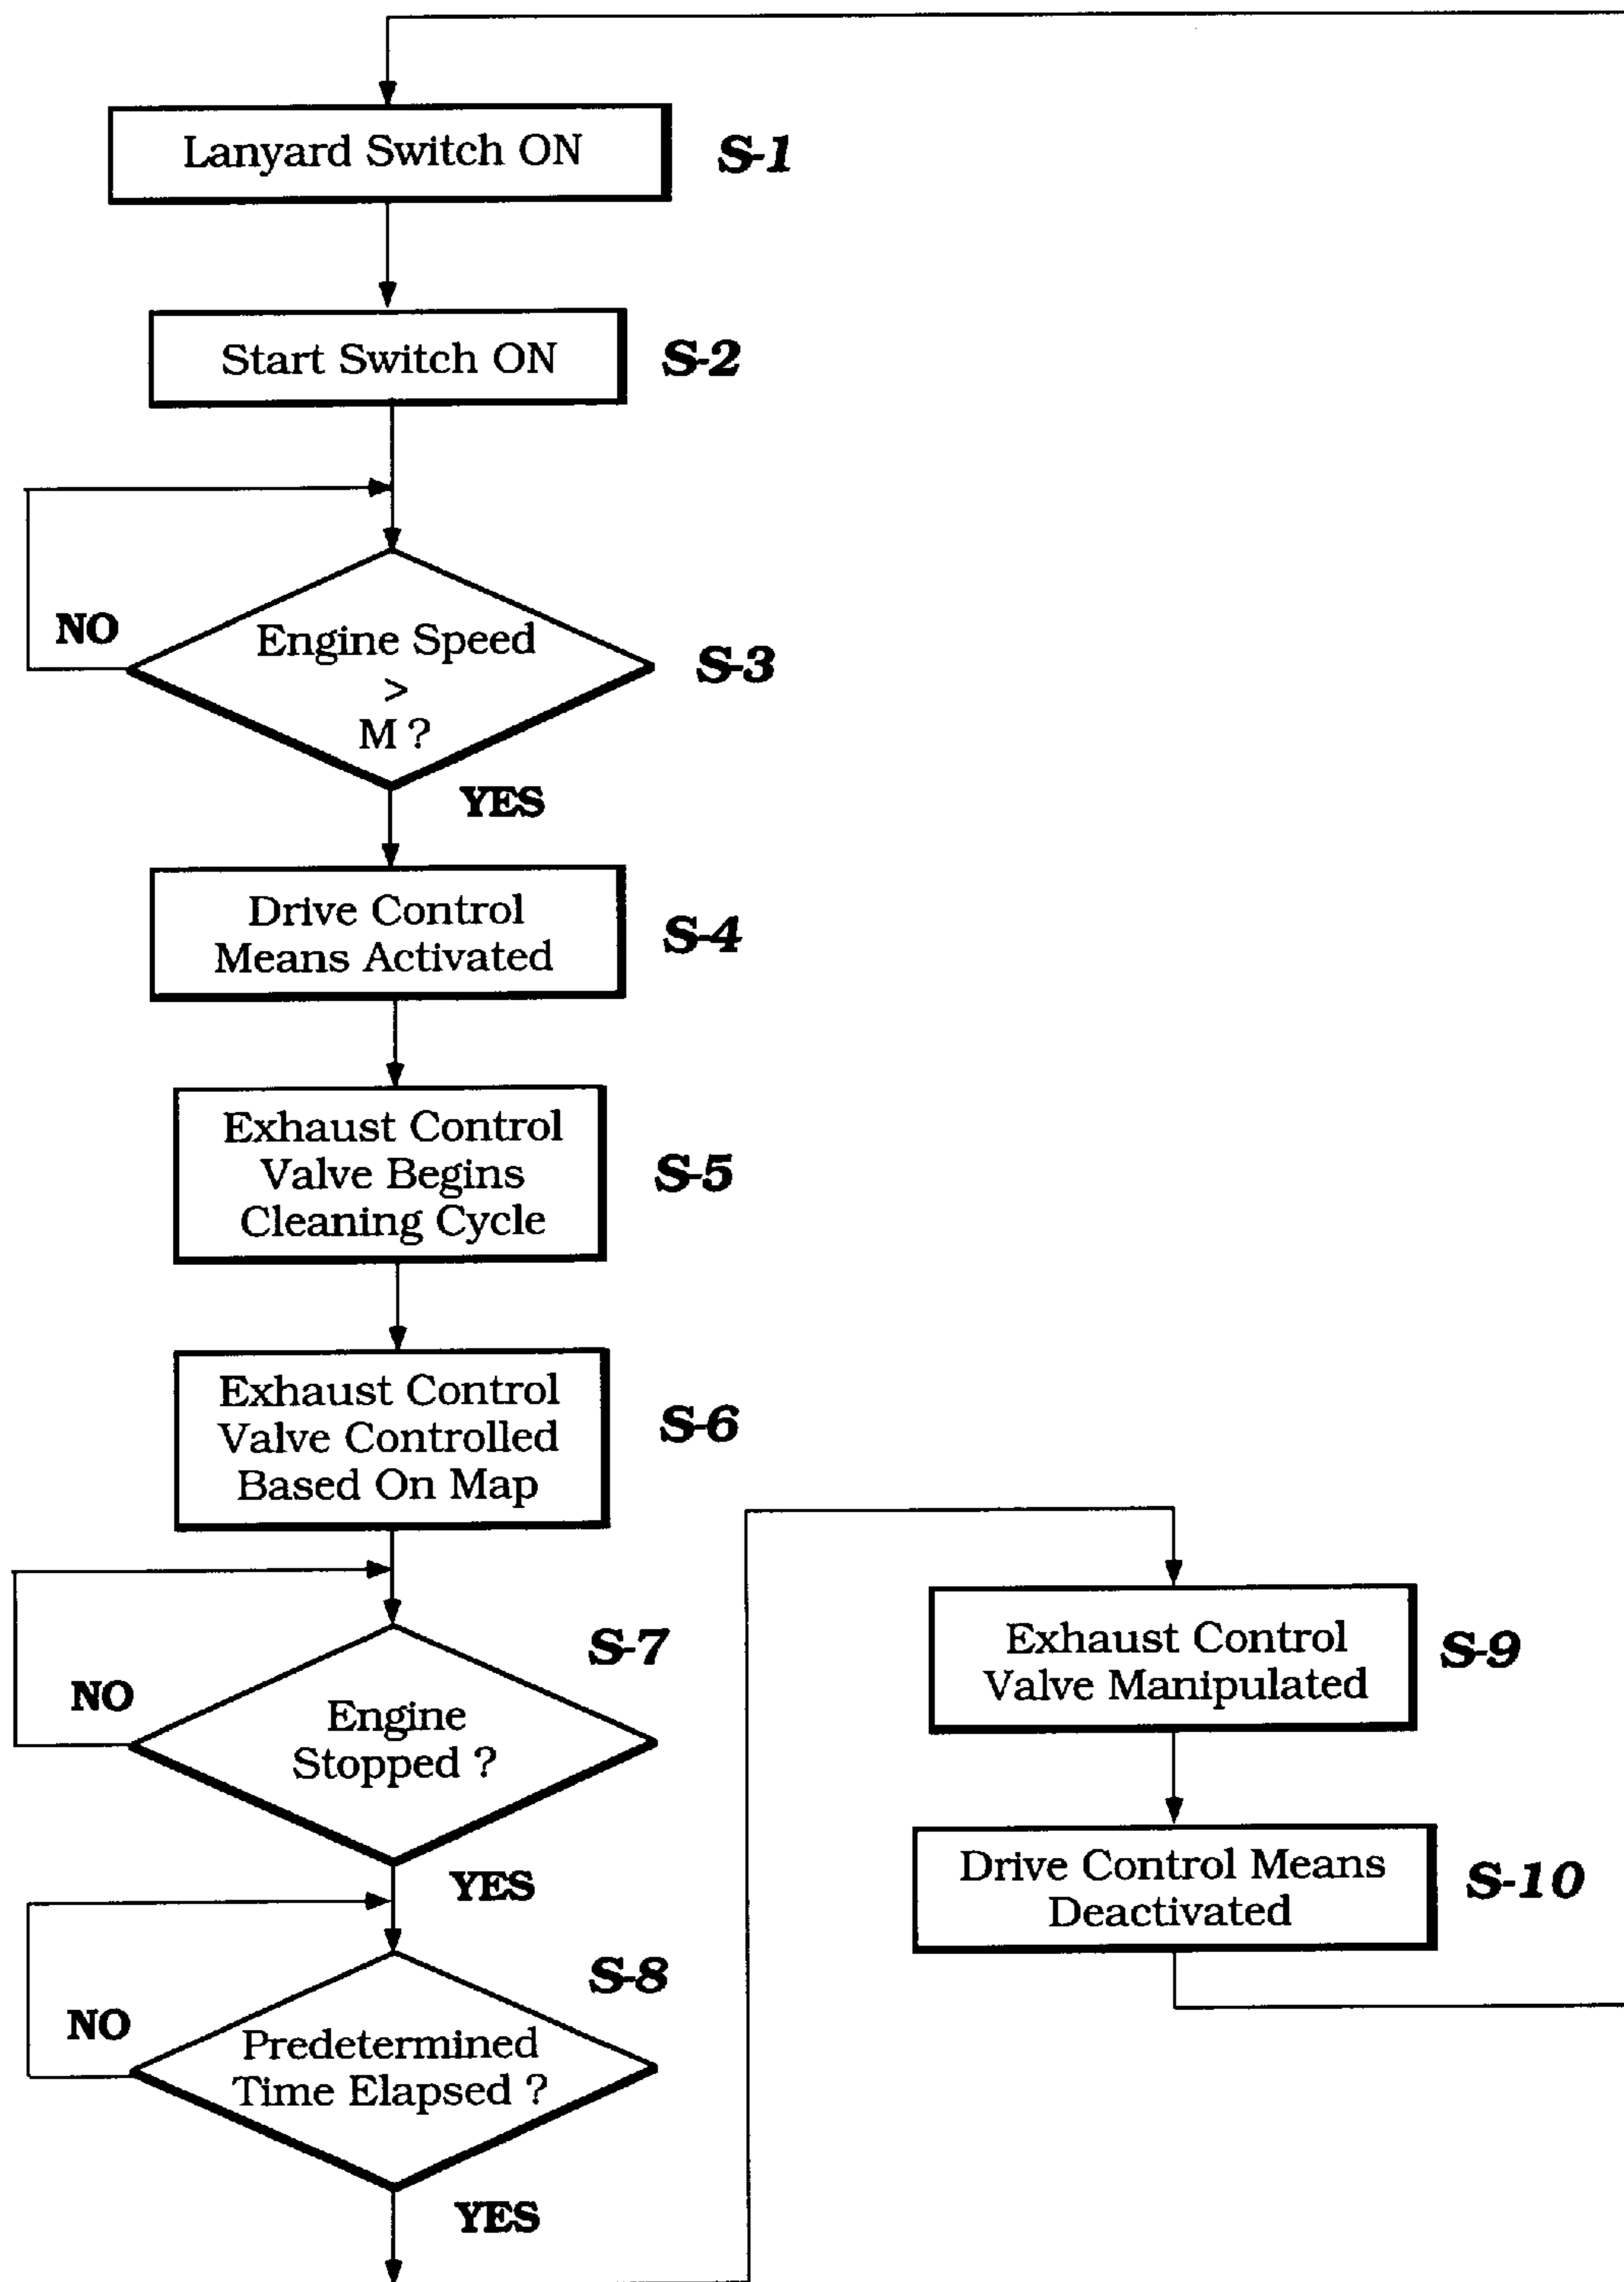 Lanyard Switch ON
S-1
Start Switch ON
S-2
NO
Engine Speed
>
M ?
S-3
YES
Drive Control
Means Activated
S-4
Exhaust Control
Valve Begins
Cleaning Cycle
S-5
Exhaust Control
Valve Controlled
Based On Map
S-6
S-7
NO
Engine
Stopped ?
YES
S-8
NO
Predetermined
Time Elapsed ?
YES
Exhaust Control
Valve Manipulated
S-9
Drive Control Means
Deactivated
S-10